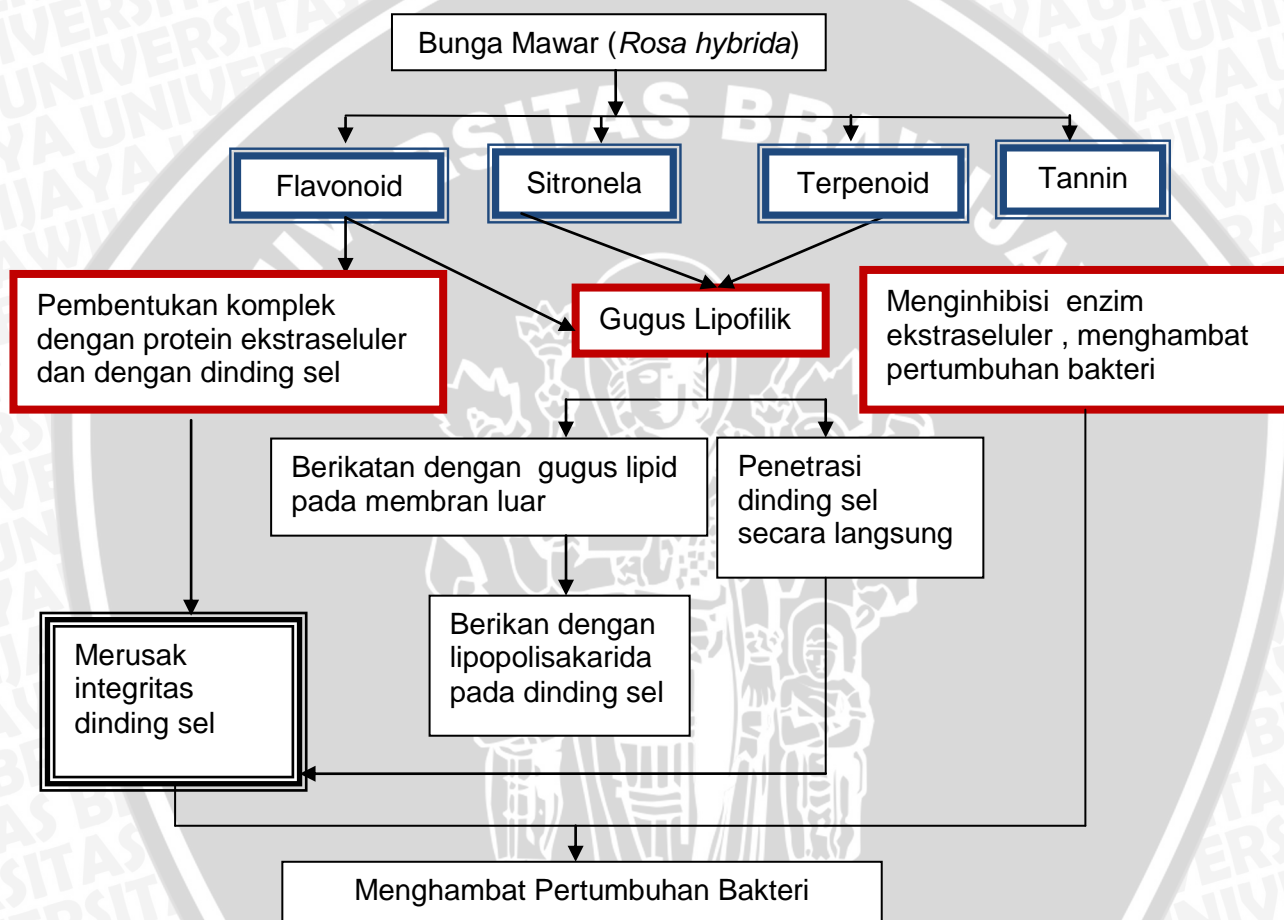 Bunga Mawar (Rosa hybrida)
UNIVERSITAS BRAWIJAYA
Flavonoid
Sitronela
Terpenoid
Tannin
Pembentukan komplek
dengan protein ekstraseluler
dan dengan dinding sel
Gugus Lipofilik
Menginhibisi enzim
ekstraseluler , menghambat
pertumbuhan bakteri
Berikatan dengan gugus lipid
pada membran luar
Penetrasi
dinding sel
secara langsung
Berikan dengan
lipopolisakarida
pada dinding sel
Merusak
integritas
dinding sel
Menghambat Pertumbuhan Bakteri